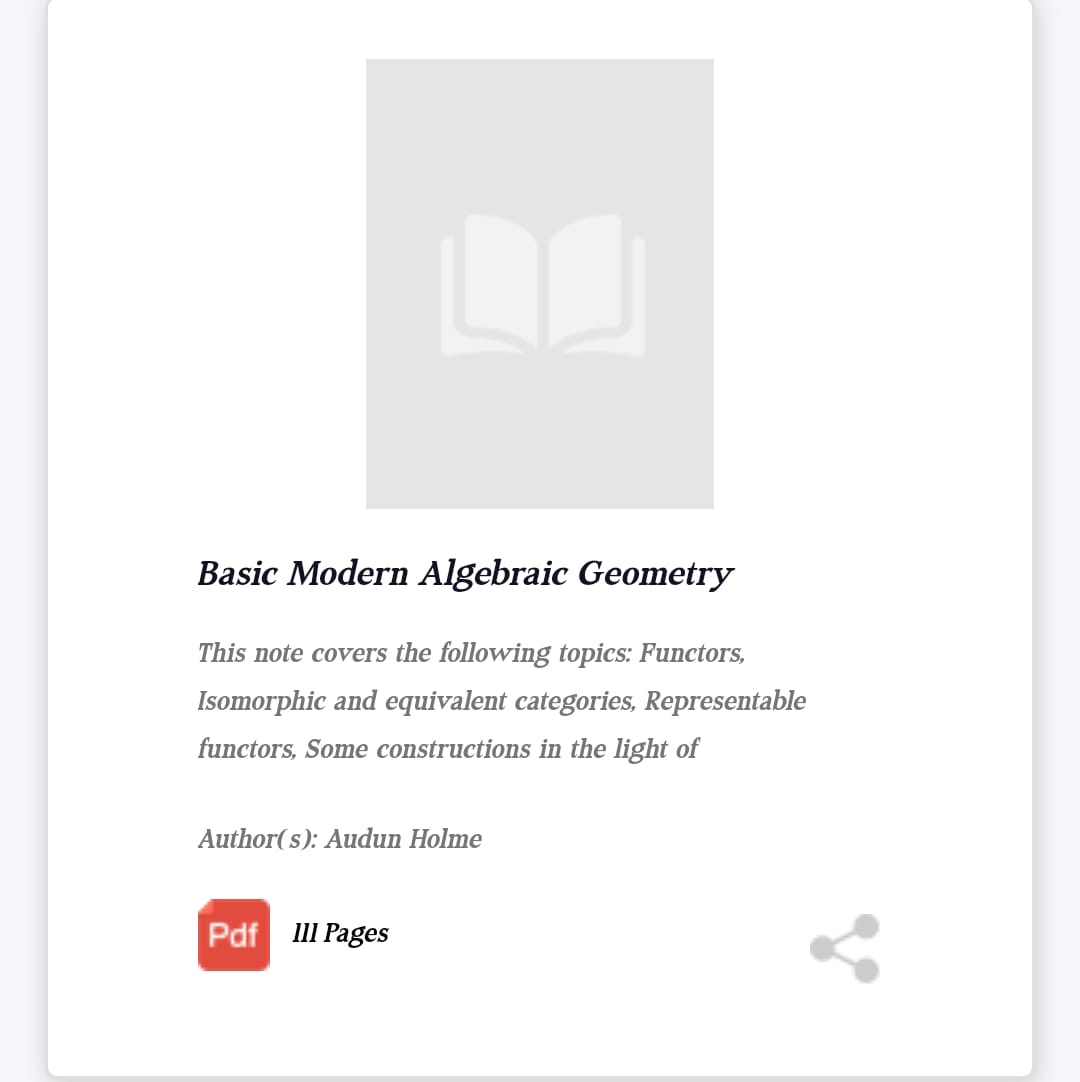 Basic Modern Algebraic Geometry
This note covers the following topics: Functors,
Isomorphic and equivalent categories, Representable
functors, Some constructions in the light of
Author(s): Audun Holme
Pdf
111 Pages